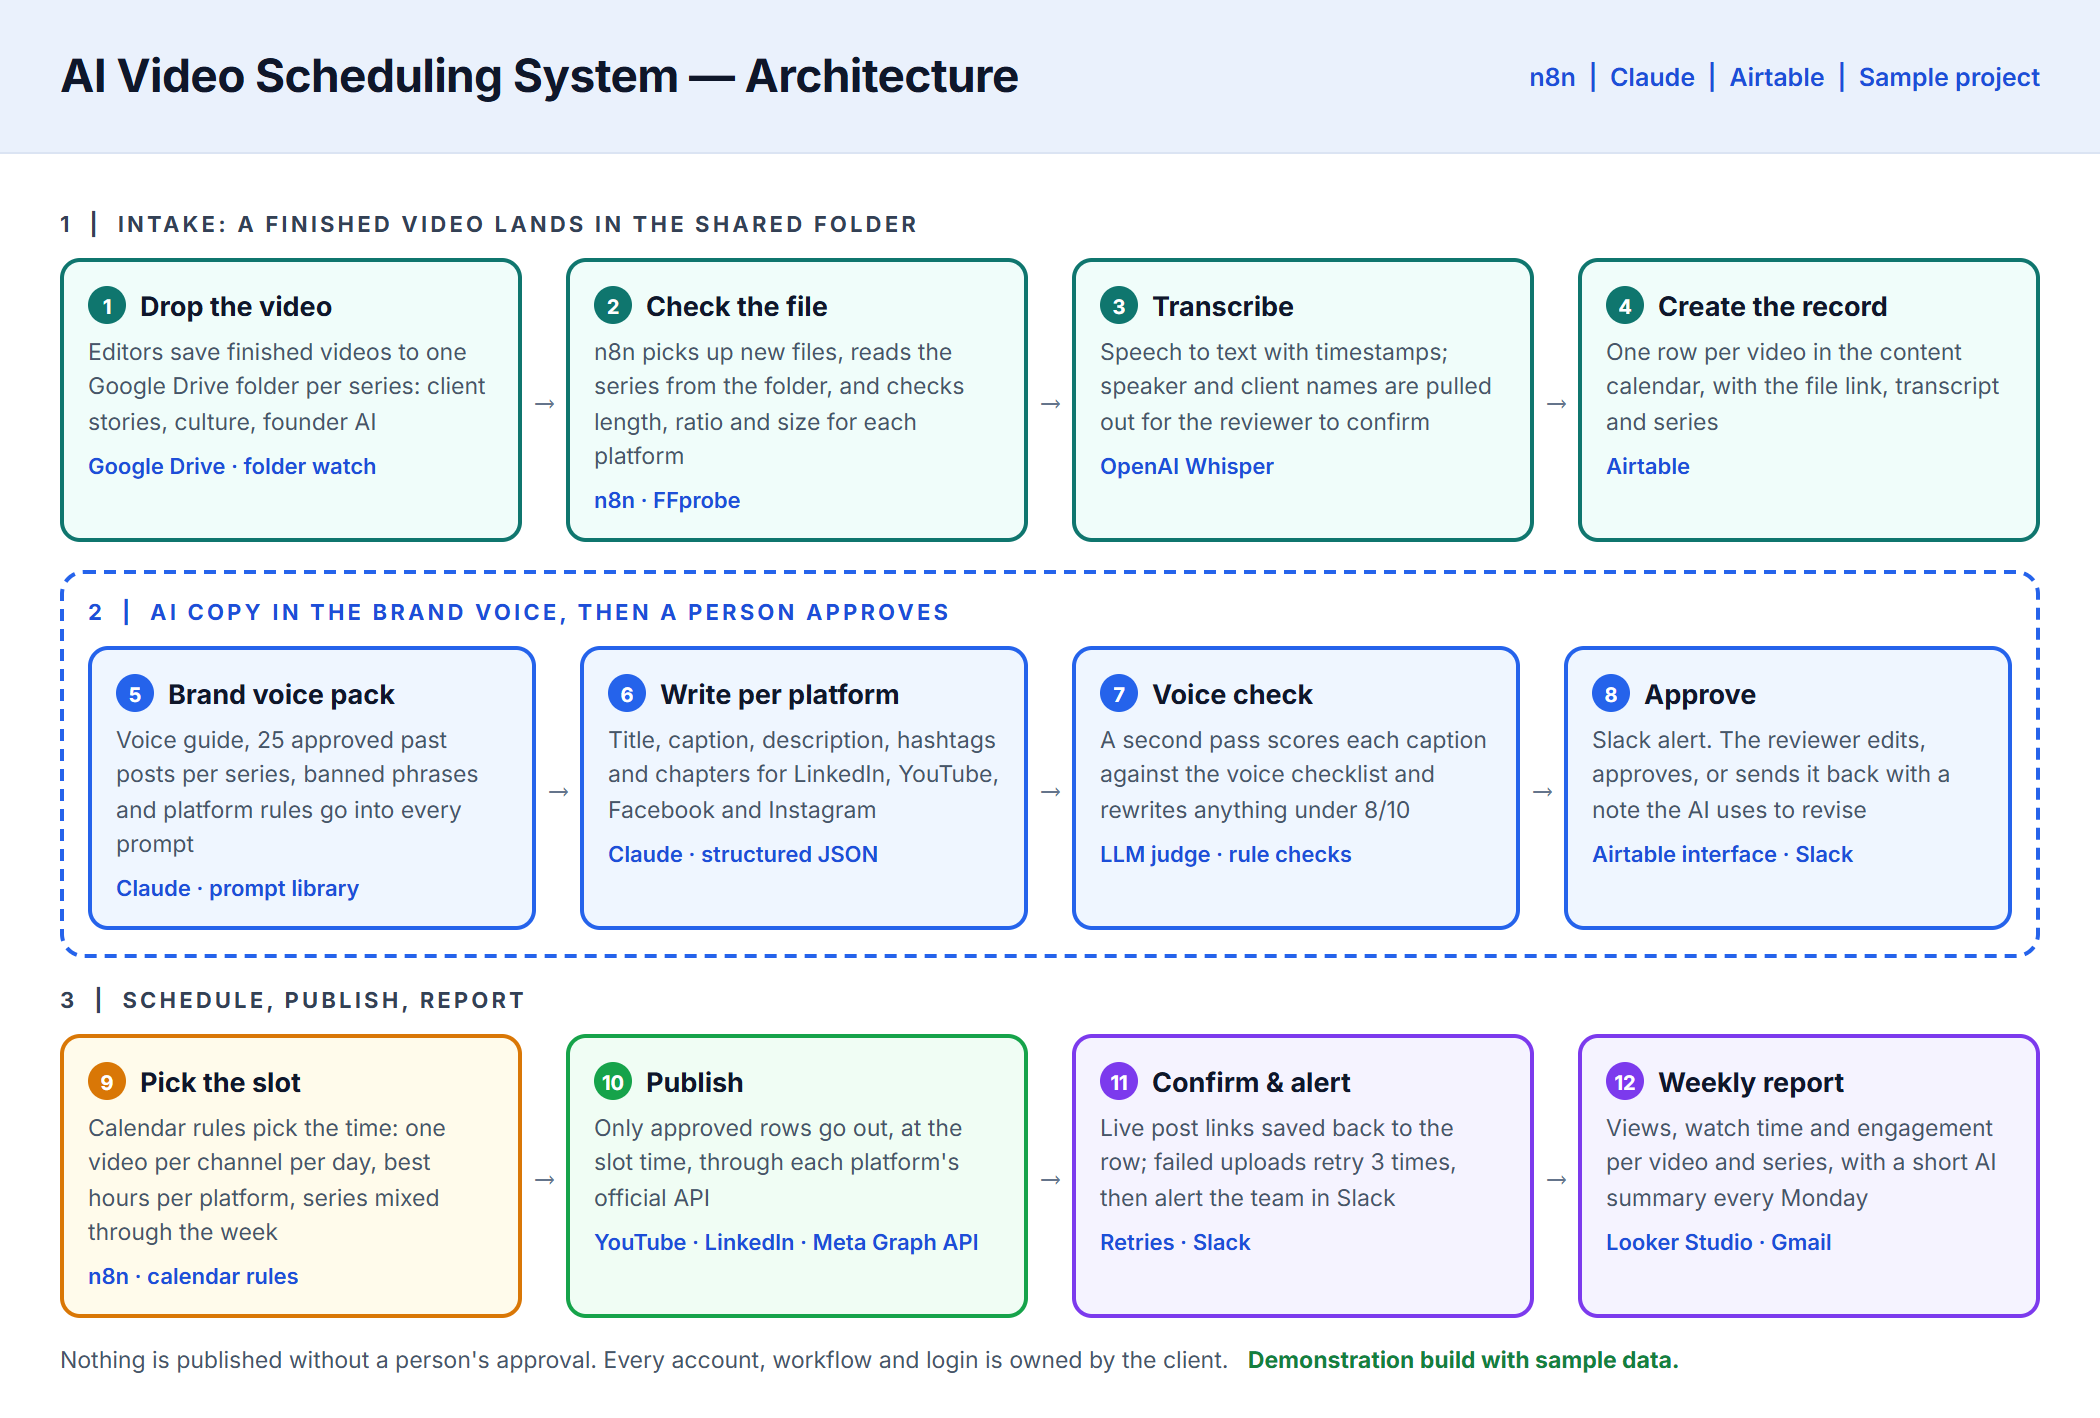 AI Video Scheduling System — Architecture
n8n | Claude | Airtable | Sample project
1 | INTAKE: A FINISHED VIDEO LANDS IN THE SHARED FOLDER
1 Drop the video
Editors save finished videos to one
Google Drive folder per series: client
stories, culture, founder AI
Google Drive · folder watch
→
2 Check the file
n8n picks up new files, reads the
series from the folder, and checks
length, ratio and size for each
platform
n8n · FFprobe
→
3 Transcribe
Speech to text with timestamps;
speaker and client names are pulled
out for the reviewer to confirm
OpenAI Whisper
→
4 Create the record
One row per video in the content
calendar, with the file link, transcript
and series
Airtable
2 | AI COPY IN THE BRAND VOICE, THEN A PERSON APPROVES
5 Brand voice pack
Voice guide, 25 approved past
posts per series, banned phrases
and platform rules go into every
prompt
Claude · prompt library
→
6 Write per platform
Title, caption, description, hashtags
and chapters for LinkedIn, YouTube,
Facebook and Instagram
Claude · structured JSON
→
7 Voice check
A second pass scores each caption
against the voice checklist and
rewrites anything under 8/10
LLM judge · rule checks
→
8 Approve
Slack alert. The reviewer edits,
approves, or sends it back with a
note the AI uses to revise
Airtable interface · Slack
3 | SCHEDULE, PUBLISH, REPORT
9 Pick the slot
Calendar rules pick the time: one
video per channel per day, best
hours per platform, series mixed
through the week
n8n · calendar rules
→
10 Publish
Only approved rows go out, at the
slot time, through each platform's
official API
YouTube · LinkedIn · Meta Graph API
→
11 Confirm & alert
Live post links saved back to the
row; failed uploads retry 3 times,
then alert the team in Slack
Retries · Slack
→
12 Weekly report
Views, watch time and engagement
per video and series, with a short AI
summary every Monday
Looker Studio · Gmail
Nothing is published without a person's approval. Every account, workflow and login is owned by the client. Demonstration build with sample data.